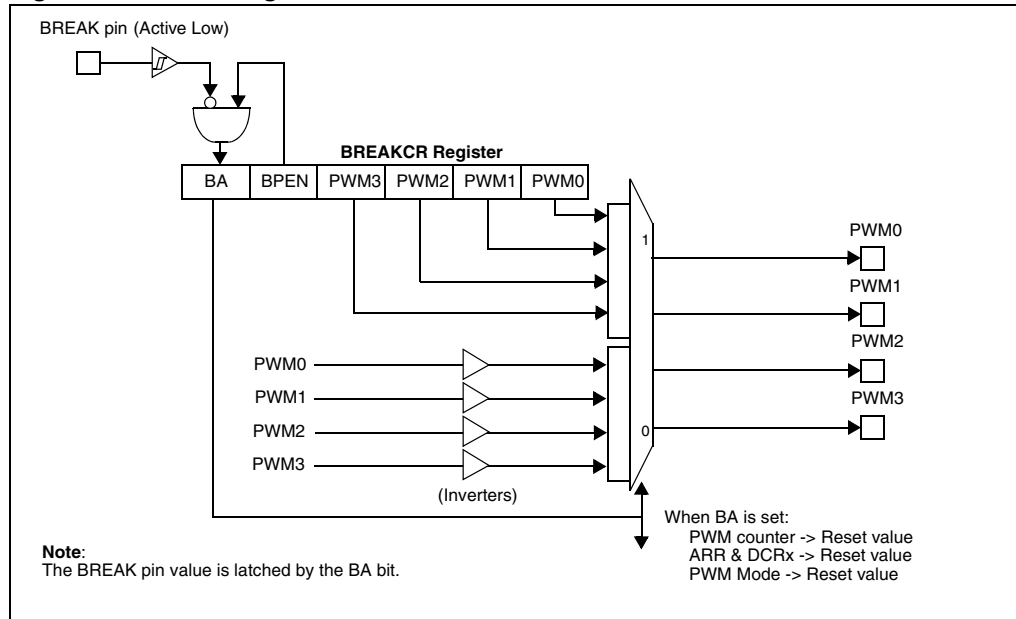 BREAK pin (Active Low)
BREAKCR Register
BA BPEN PWM3 PWM2 PWM1 PWM0
1
PWM0
PWM1
PWM2
PWM3
PWM0
PWM1
PWM2
PWM3
0
(Inverters)
When BA is set:
PWM counter -> Reset value
ARR & DCRx -> Reset value
PWM Mode -> Reset value
Note:
The BREAK pin value is latched by the BA bit.